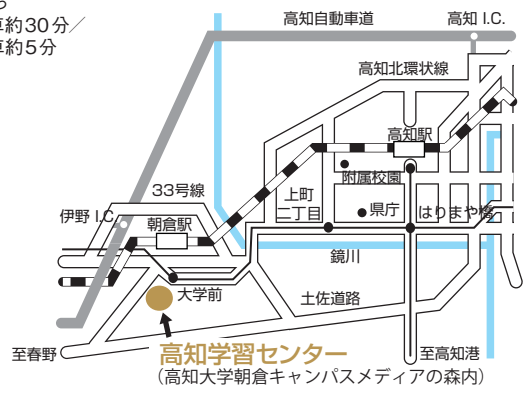 車約30分／
車約5分
高知自動車道
高知 I.C.
高知北環状線
高知駅
附属校園
33号線
上町
二丁目
県庁
はりまや橋
伊野 I.C.
朝倉駅
鏡川
大学前
土佐道路
至春野
高知学習センター
至高知港
(高知大学朝倉キャンパスメディアの森内)